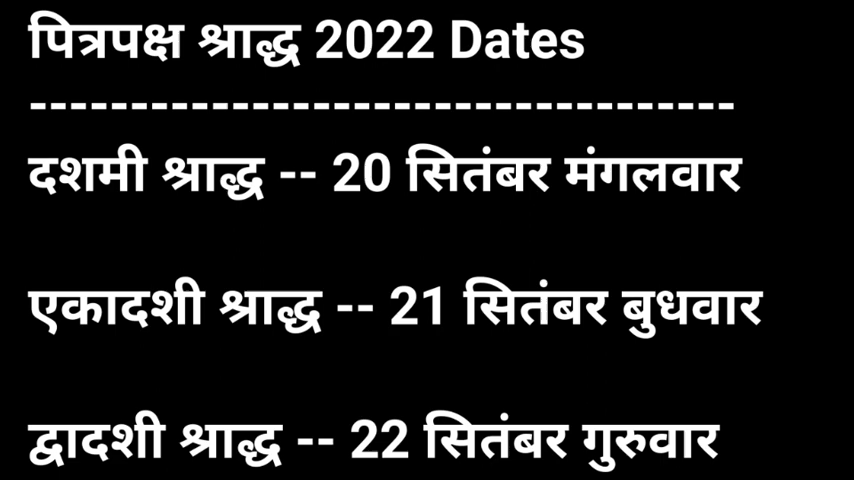 पित्रपक्ष श्राद्ध 2022 Dates
-----------------------------------
दशमी श्राद्ध -- 20 सितंबर मंगलवार
एकादशी श्राद्ध -- 21 सितंबर बुधवार
द्वादशी श्राद्ध -- 22 सितंबर गुरुवार